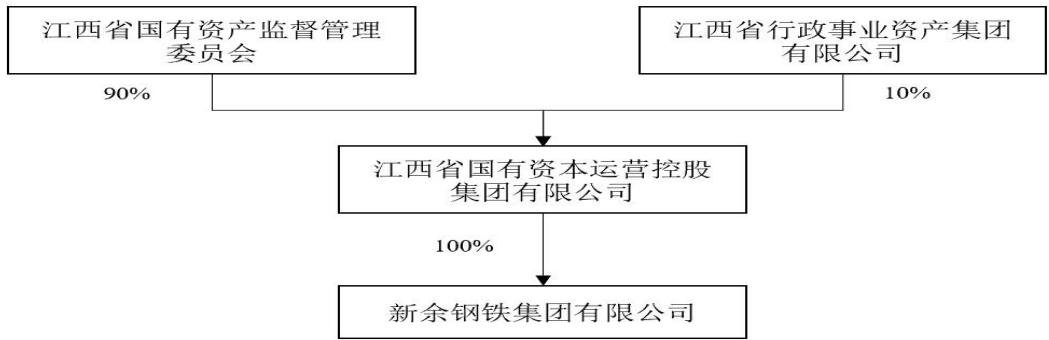 江西省国有资产监督管理
委员会
江西省行政事业资产集团
有限公司
90%
10%
江西省国有资本运营控股
集团有限公司
100%
新余钢铁集团有限公司